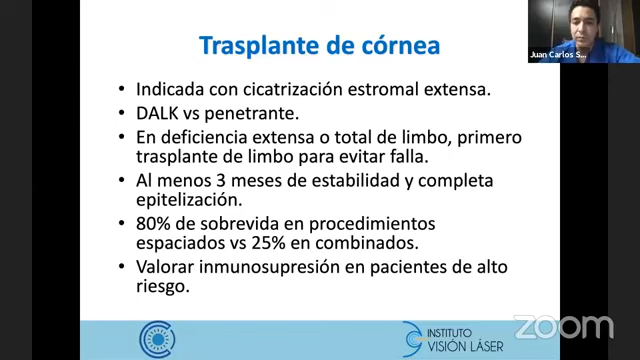 Trasplante de córnea
Juan Carlos S...
• Indicada con cicatrización estromal extensa.
• DALK vs penetrante.
• En deficiencia extensa o total de limbo, primero
trasplante de limbo para evitar falla.
• Al menos 3 meses de estabilidad y completa
epitelización.
• 80% de sobrevida en procedimientos
espaciados vs 25% en combinados.
• Valorar inmunosupresión en pacientes de alto
riesgo.
INSTITUTO
VISIÓN LÁSER
zoom